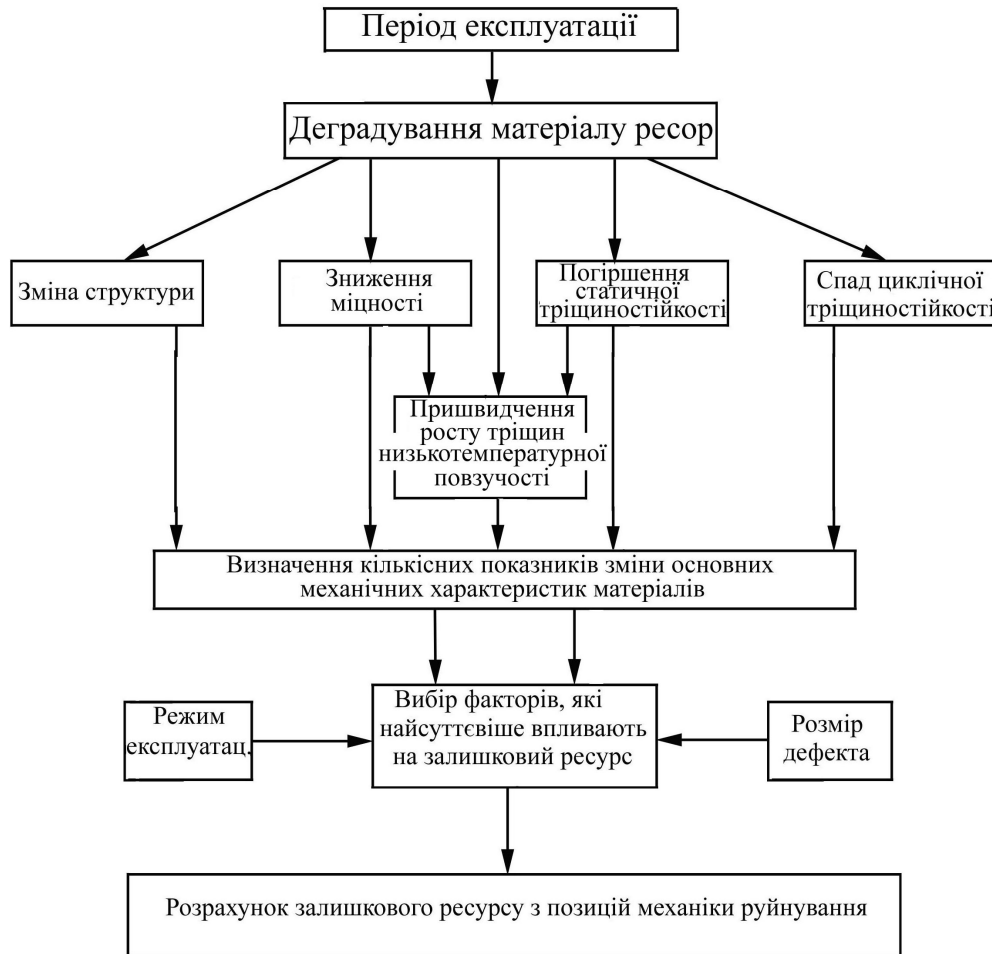 Період експлуатації
Деградування матеріалу ресор
Зміна структури
Зниження
міцності
Погіршення
статичної
тріщиностійкості
Спад циклічної
тріщиностійкості
Пришвидчення
росту тріщин
низькотемпературної
повзучості
Визначення кількісних показників зміни основних
механічних характеристик матеріалів
Режим
експлуатац.
Вибір факторів, які
найсуттєвіше впливають
на залишковий ресурс
Розмір
дефекта
Розрахунок залишкового ресурсу з позицій механіки руйнування